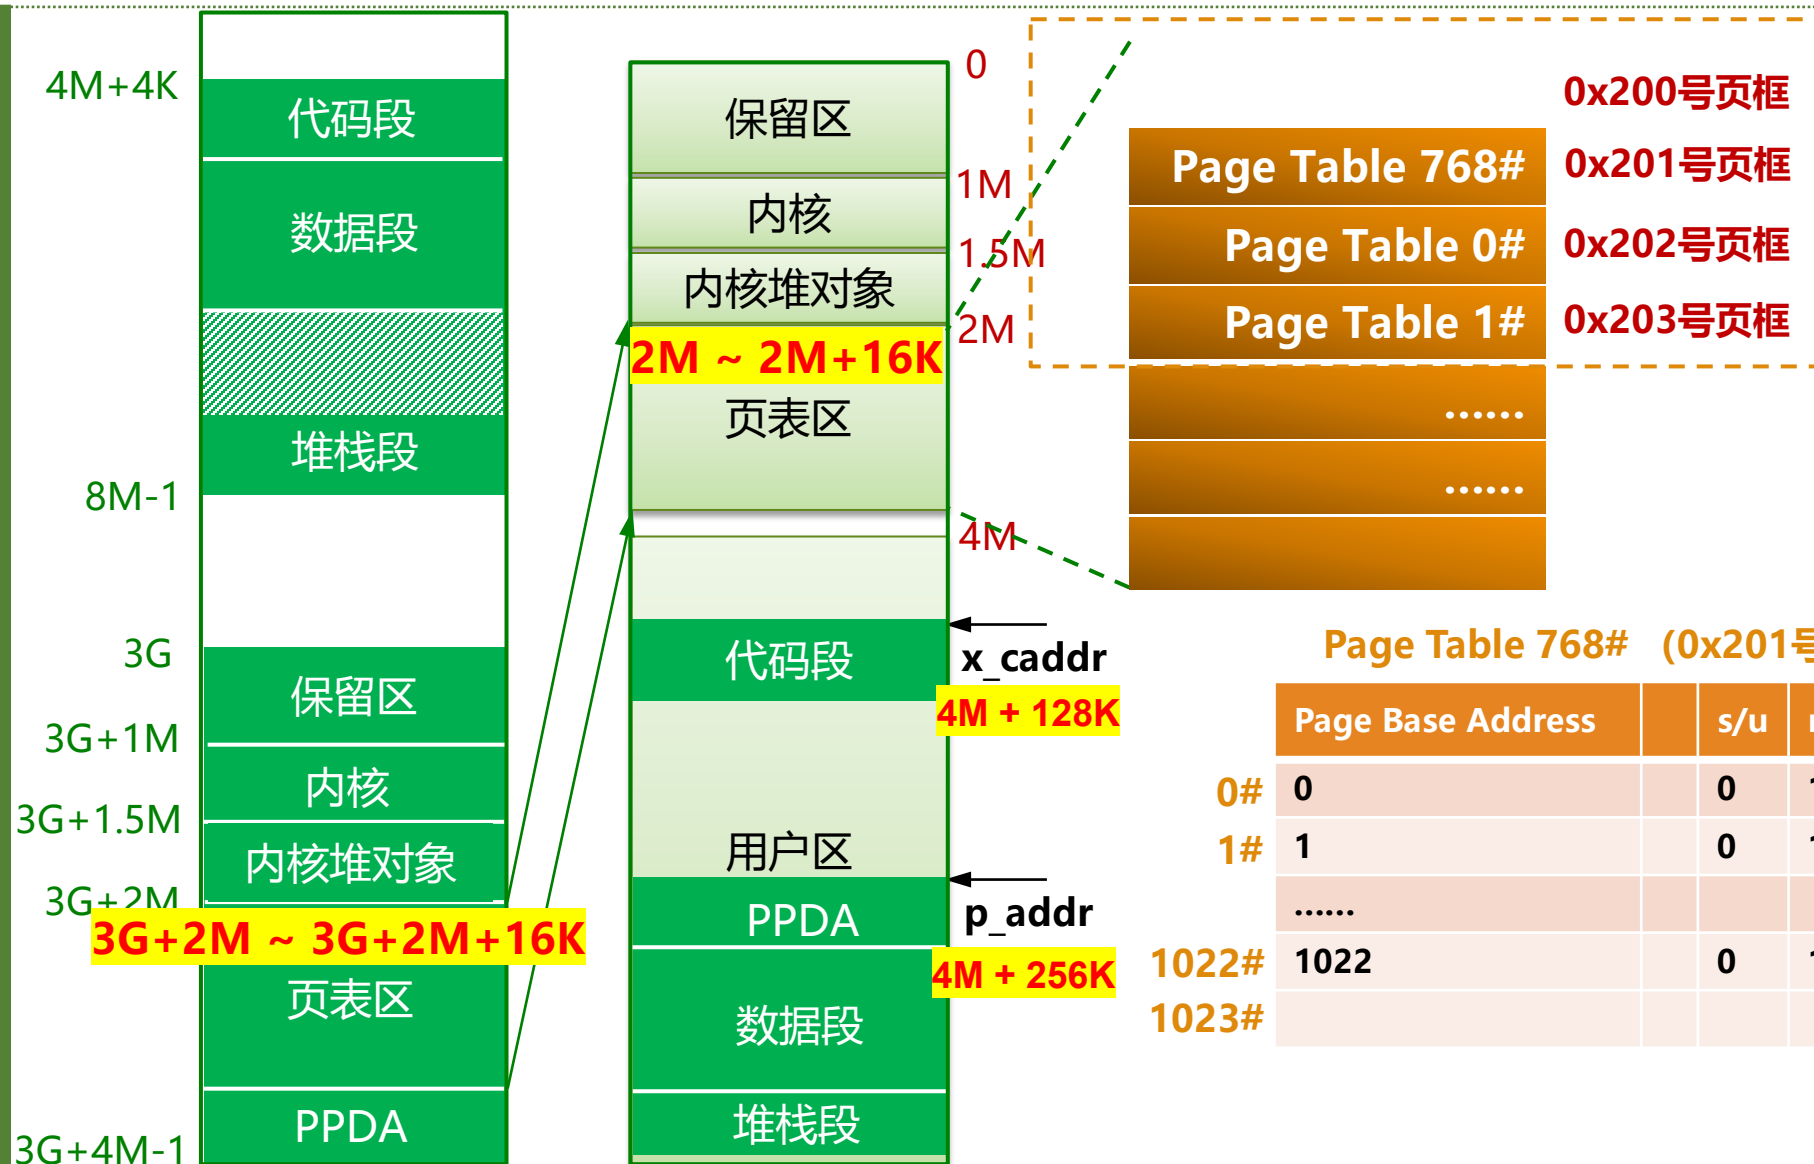 4M+4K
代码段
数据段
堆栈段
8M-1
3G
保留区
3G+1M
内核
3G+1.5M
内核堆对象
3G+2M
3G+2M ~ 3G+2M+16K
页表区
PPDA
3G+4M-1
0
保留区
1M
内核
1.5M
内核堆对象
2M
2M ~ 2M+16K
页表区
4M
代码段
x_caddr
4M + 128K
用户区
PPDA
p_addr
4M + 256K
数据段
堆栈段
0x200号页框
Page Table 768# 0x201号页框
Page Table 0# 0x202号页框
Page Table 1# 0x203号页框
......
......
Page Table 768# (0x201号
Page Base Address s/u
0# 0 0
1# 1 0
......
1022# 1022 0
1023#